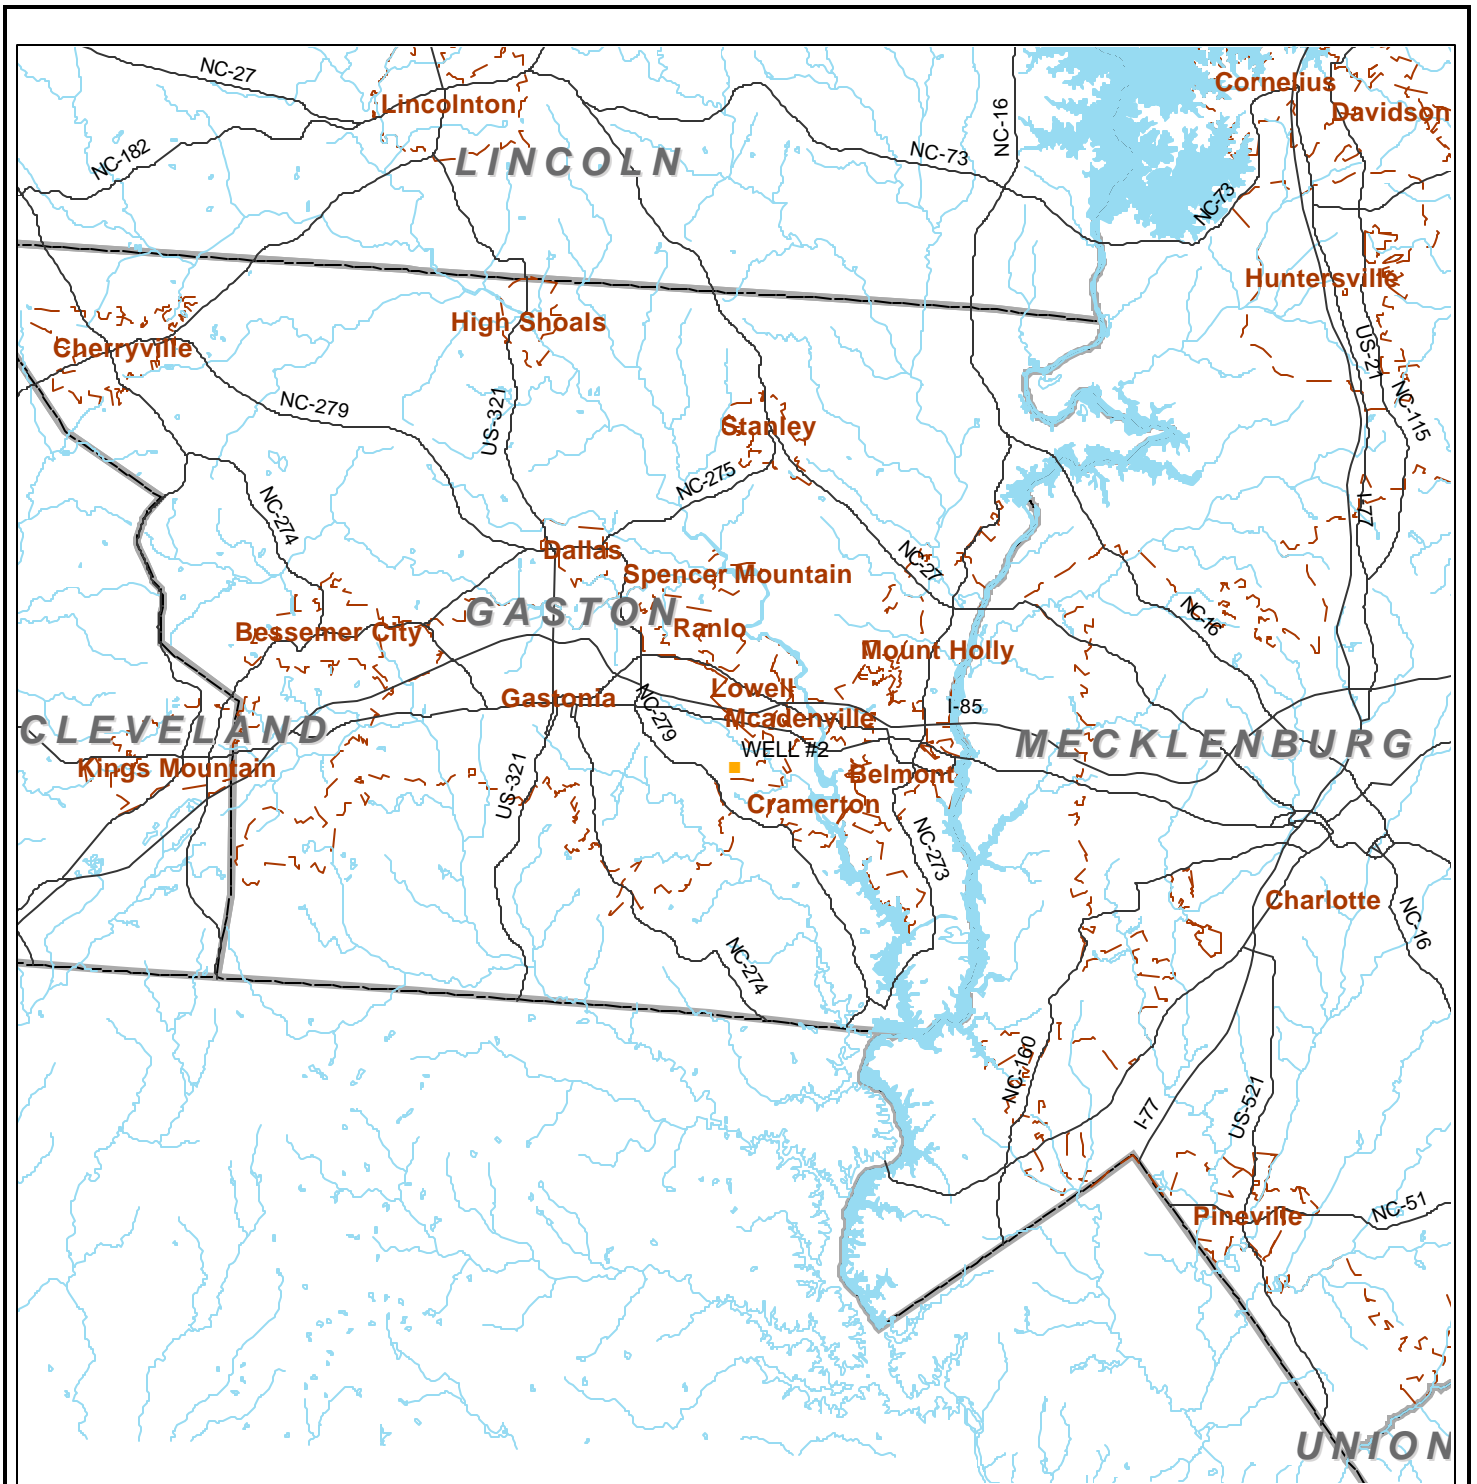 NC-27
Lincolnton
Cornelius
Davidson
NC-16
NC-182
LINCOLN
NC-73
NC-73
Huntersville
High Shoals
Cherryville
US-21
NC-279
US-321
NC-115
Stanley
NC-275
NC-274
I-77
Dallas
NC-27
Spencer Mountain
GASTON
NC-16
Bessemer City
Ranlo
Mount Holly
Lowell
Gastonia
NC-279
I-85
Mcadenville
CLEVELAND
WELL #2
MECKLENBURG
Kings Mountain
Belmont
US-321
Cramerton
NC-273
Charlotte
NC-16
NC-274
NC-160
I-77
US-521
Pineville
NC-51
UNION